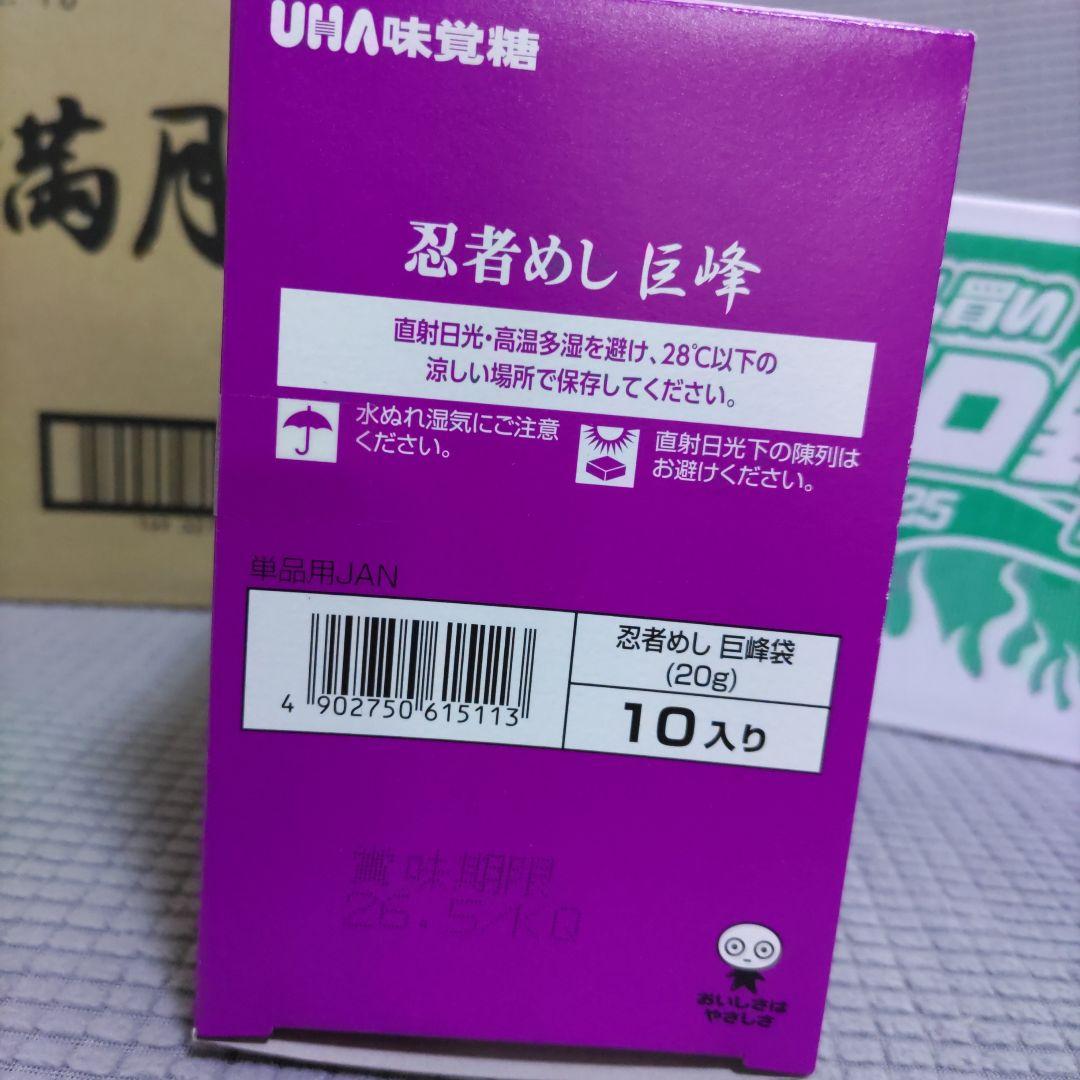 UHA味覚糖
忍者めし 巨峰
直射日光・高温多湿を避け、28℃以下の
涼しい場所で保存してください。
水ぬれ湿気にご注意
ください。
直射日光下の陳列は
お避けください。
単品用JAN
4 902750 615113
忍者めし 巨峰袋
(20g)
10入り
賞味期限
26.5/KQ
おいしさは
やさしさ
満月
買い
25